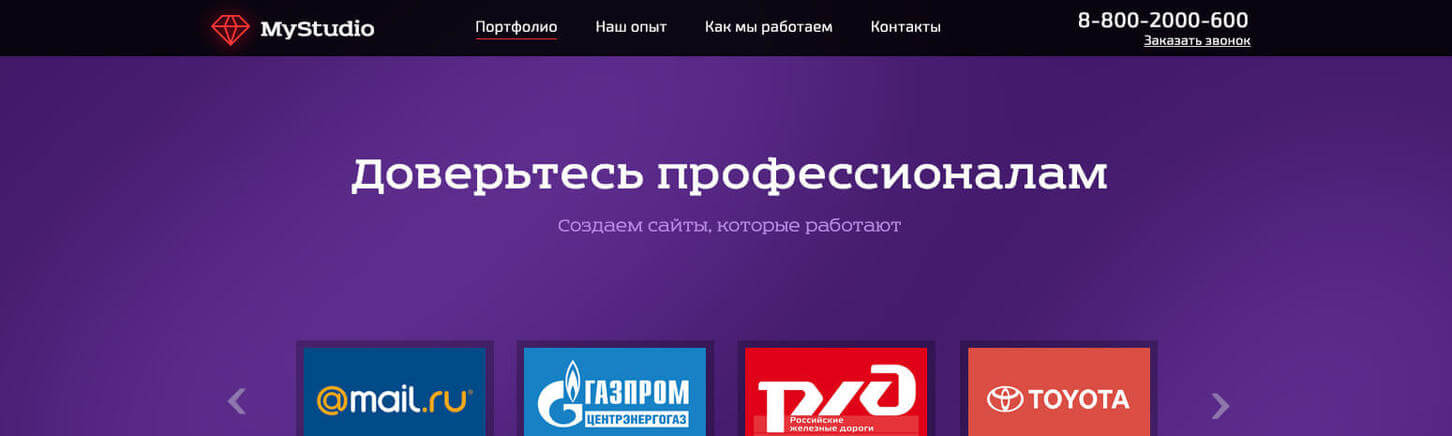 MyStudio
Портфолио
Наш опыт
Как мы работаем
Контакты
8-800-2000-600
Заказать звонок
Доверьтесь профессионалам
Создаем сайты, которые работают
@mail.ru®
ГАЗПРОМ
ЦЕНТРЭНЕРГОГАЗ
РЖД
Российские
железные дороги
TOYOTA